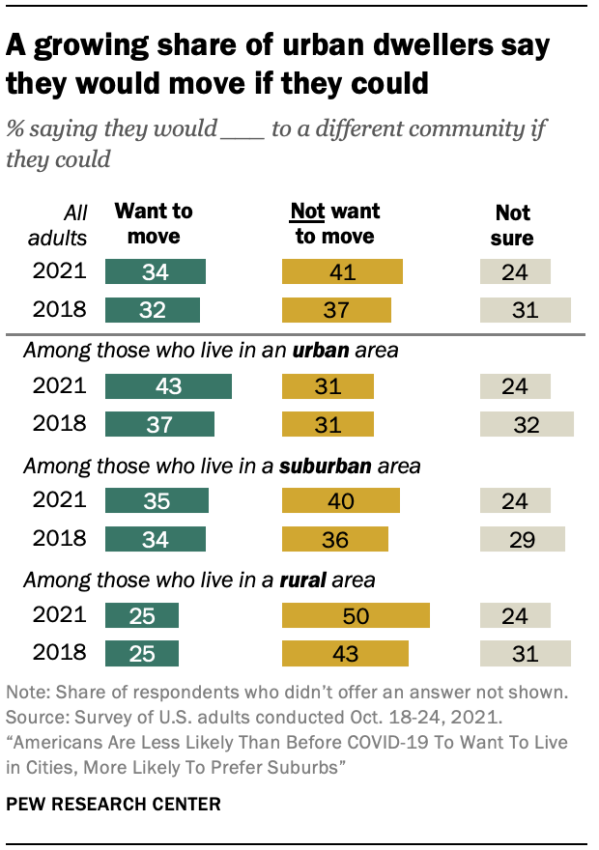 A growing share of urban dwellers say
they would move if they could
% saying they would ___ to a different community if
they could
All adults
Want to move
Not want to move
Not sure
2021 34 41 24
2018 32 37 31
Among those who live in an urban area
2021 43 31 24
2018 37 31 32
Among those who live in a suburban area
2021 35 40 24
2018 34 36 29
Among those who live in a rural area
2021 25 50 24
2018 25 43 31
Note: Share of respondents who didn’t offer an answer not shown.
Source: Survey of U.S. adults conducted Oct. 18-24, 2021.
“Americans Are Less Likely Than Before COVID-19 To Want To Live
in Cities, More Likely To Prefer Suburbs”
PEW RESEARCH CENTER